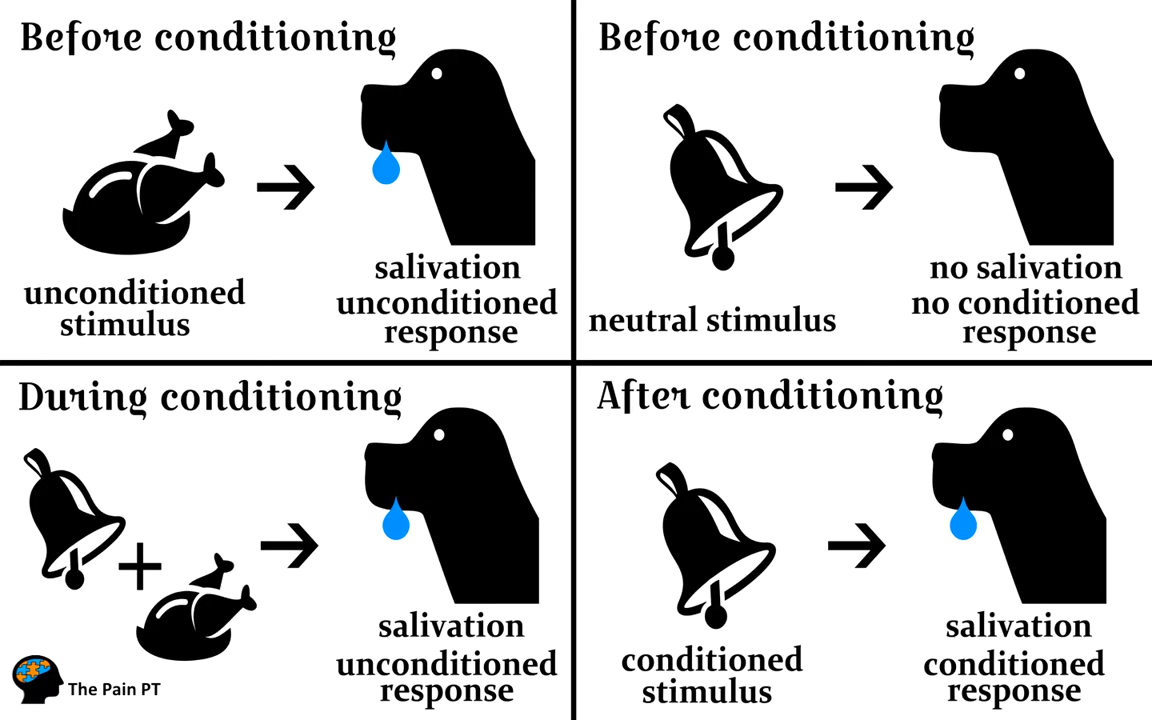 Before conditioning
unconditioned
stimulus
salivation
unconditioned
response
Before conditioning
neutral stimulus
no salivation
no conditioned
response
During conditioning
salivation
unconditioned
response
The Pain PT
After conditioning
conditioned
stimulus
salivation
conditioned
response